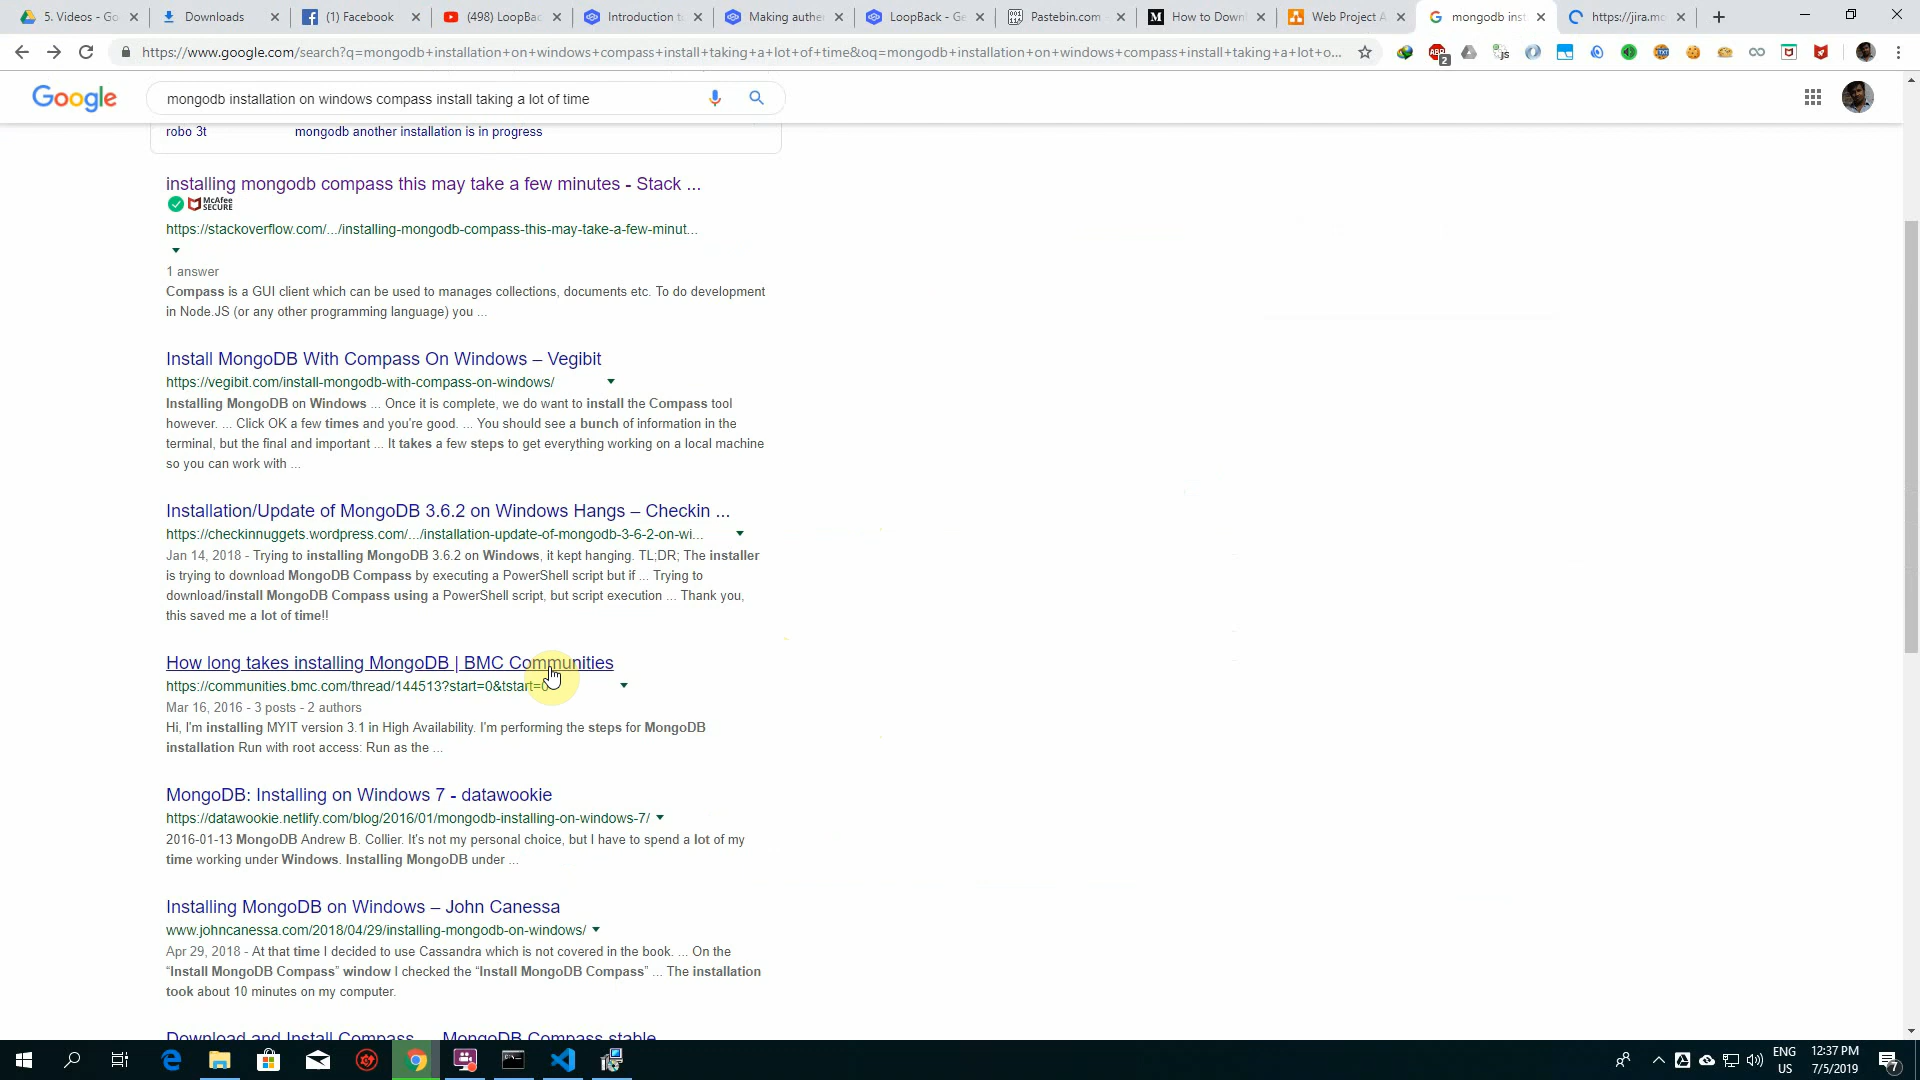 5. Videos - Go
Downloads
(1) Facebook
(498) LoopBac
Introduction t
Making authe
LoopBack - Ge
Pastebin.com
How to Down
Web Project A
mongodb inst
https://jira.mo
https://www.google.com/search?q=mongodb+installation+on+windows+compass+install+taking+a+lot+of+time&oq=mongodb+installation+on+windows+compass+install+taking+a+lot+o...
Google
mongodb installation on windows compass install taking a lot of time
robo 3t
mongodb another installation is in progress
installing mongodb compass this may take a few minutes - Stack ...
McAfee
SECURE
https://stackoverflow.com/.../installing-mongodb-compass-this-may-take-a-few-minut...
1 answer
Compass is a GUI client which can be used to manages collections, documents etc. To do development
in Node.JS (or any other programming language) you ...
Install MongoDB With Compass On Windows – Vegibit
https://vegibit.com/install-mongodb-with-compass-on-windows/
Installing MongoDB on Windows ... Once it is complete, we do want to install the Compass tool
however. ... Click OK a few times and you're good. ... You should see a bunch of information in the
terminal, but the final and important ... It takes a few steps to get everything working on a local machine
so you can work with ...
Installation/Update of MongoDB 3.6.2 on Windows Hangs – Checkin ...
https://checkinnuggets.wordpress.com/.../installation-update-of-mongodb-3-6-2-on-wi...
Jan 14, 2018 - Trying to installing MongoDB 3.6.2 on Windows, it kept hanging. TL;DR; The installer
is trying to download MongoDB Compass by executing a PowerShell script but if ... Trying to
download/install MongoDB Compass using a PowerShell script, but script execution ... Thank you,
this saved me a lot of time!!
How long takes installing MongoDB | BMC Communities
https://communities.bmc.com/thread/144513?start=0&tstart=0
Mar 16, 2016 - 3 posts - 2 authors
Hi, I'm installing MYIT version 3.1 in High Availability. I'm performing the steps for MongoDB
installation Run with root access: Run as the ...
MongoDB: Installing on Windows 7 - datawookie
https://datawookie.netlify.com/blog/2016/01/mongodb-installing-on-windows-7/
2016-01-13 MongoDB Andrew B. Collier. It's not my personal choice, but I have to spend a lot of my
time working under Windows. Installing MongoDB under ...
Installing MongoDB on Windows – John Canessa
www.johncanessa.com/2018/04/29/installing-mongodb-on-windows/
Apr 29, 2018 - At that time I decided to use Cassandra which is not covered in the book. ... On the
“Install MongoDB Compass” window I checked the “Install MongoDB Compass” ... The installation
took about 10 minutes on my computer.
Download and Install Compass — MongoDB Compass stable
ENG
US
12:37 PM
7/5/2019
7